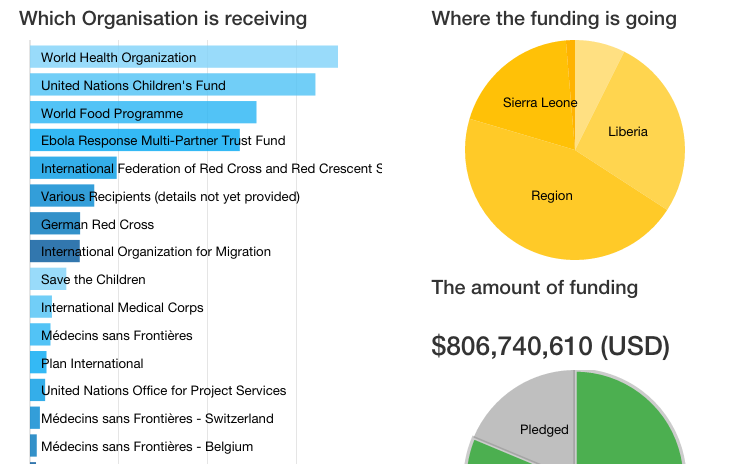 Which Organisation is receiving
World Health Organization
United Nations Children's Fund
World Food Programme
Ebola Response Multi-Partner Trust Fund
International Federation of Red Cross and Red Crescent S
Various Recipients (details not yet provided)
German Red Cross
International Organization for Migration
Save the Children
International Medical Corps
Médecins sans Frontières
Plan International
United Nations Office for Project Services
Médecins sans Frontières - Switzerland
Médecins sans Frontières - Belgium
Where the funding is going
Sierra Leone
Liberia
Region
The amount of funding
$806,740,610 (USD)
Pledged